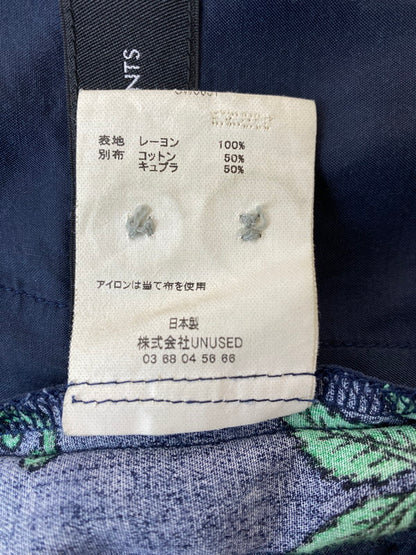 NTS
表地 レーヨン 100%
別布 コットン 50%
キュプラ 50%
アイロンは当て布を使用
日本製
株式会社UNUSED
03 68 04 56 66